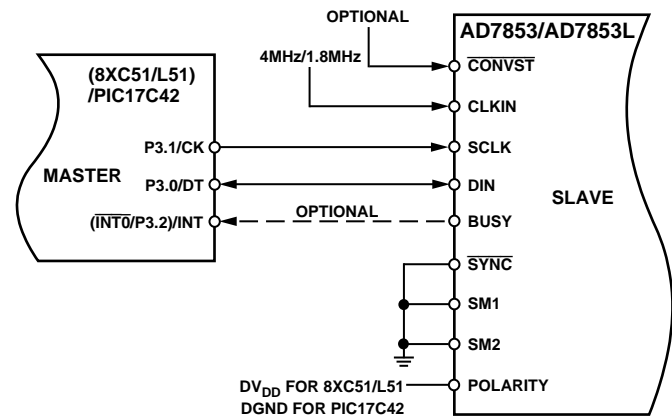 OPTIONAL
AD7853/AD7853L
4MHz/1.8MHz
CONVST
(8XC51/L51)
/PIC17C42
CLKIN
P3.1/CK
SCLK
MASTER
P3.0/DT
DIN
SLAVE
(INT0/P3.2)/INT
OPTIONAL
BUSY
SYNC
SM1
SM2
DVDD FOR 8XC51/L51
DGND FOR PIC17C42
POLARITY